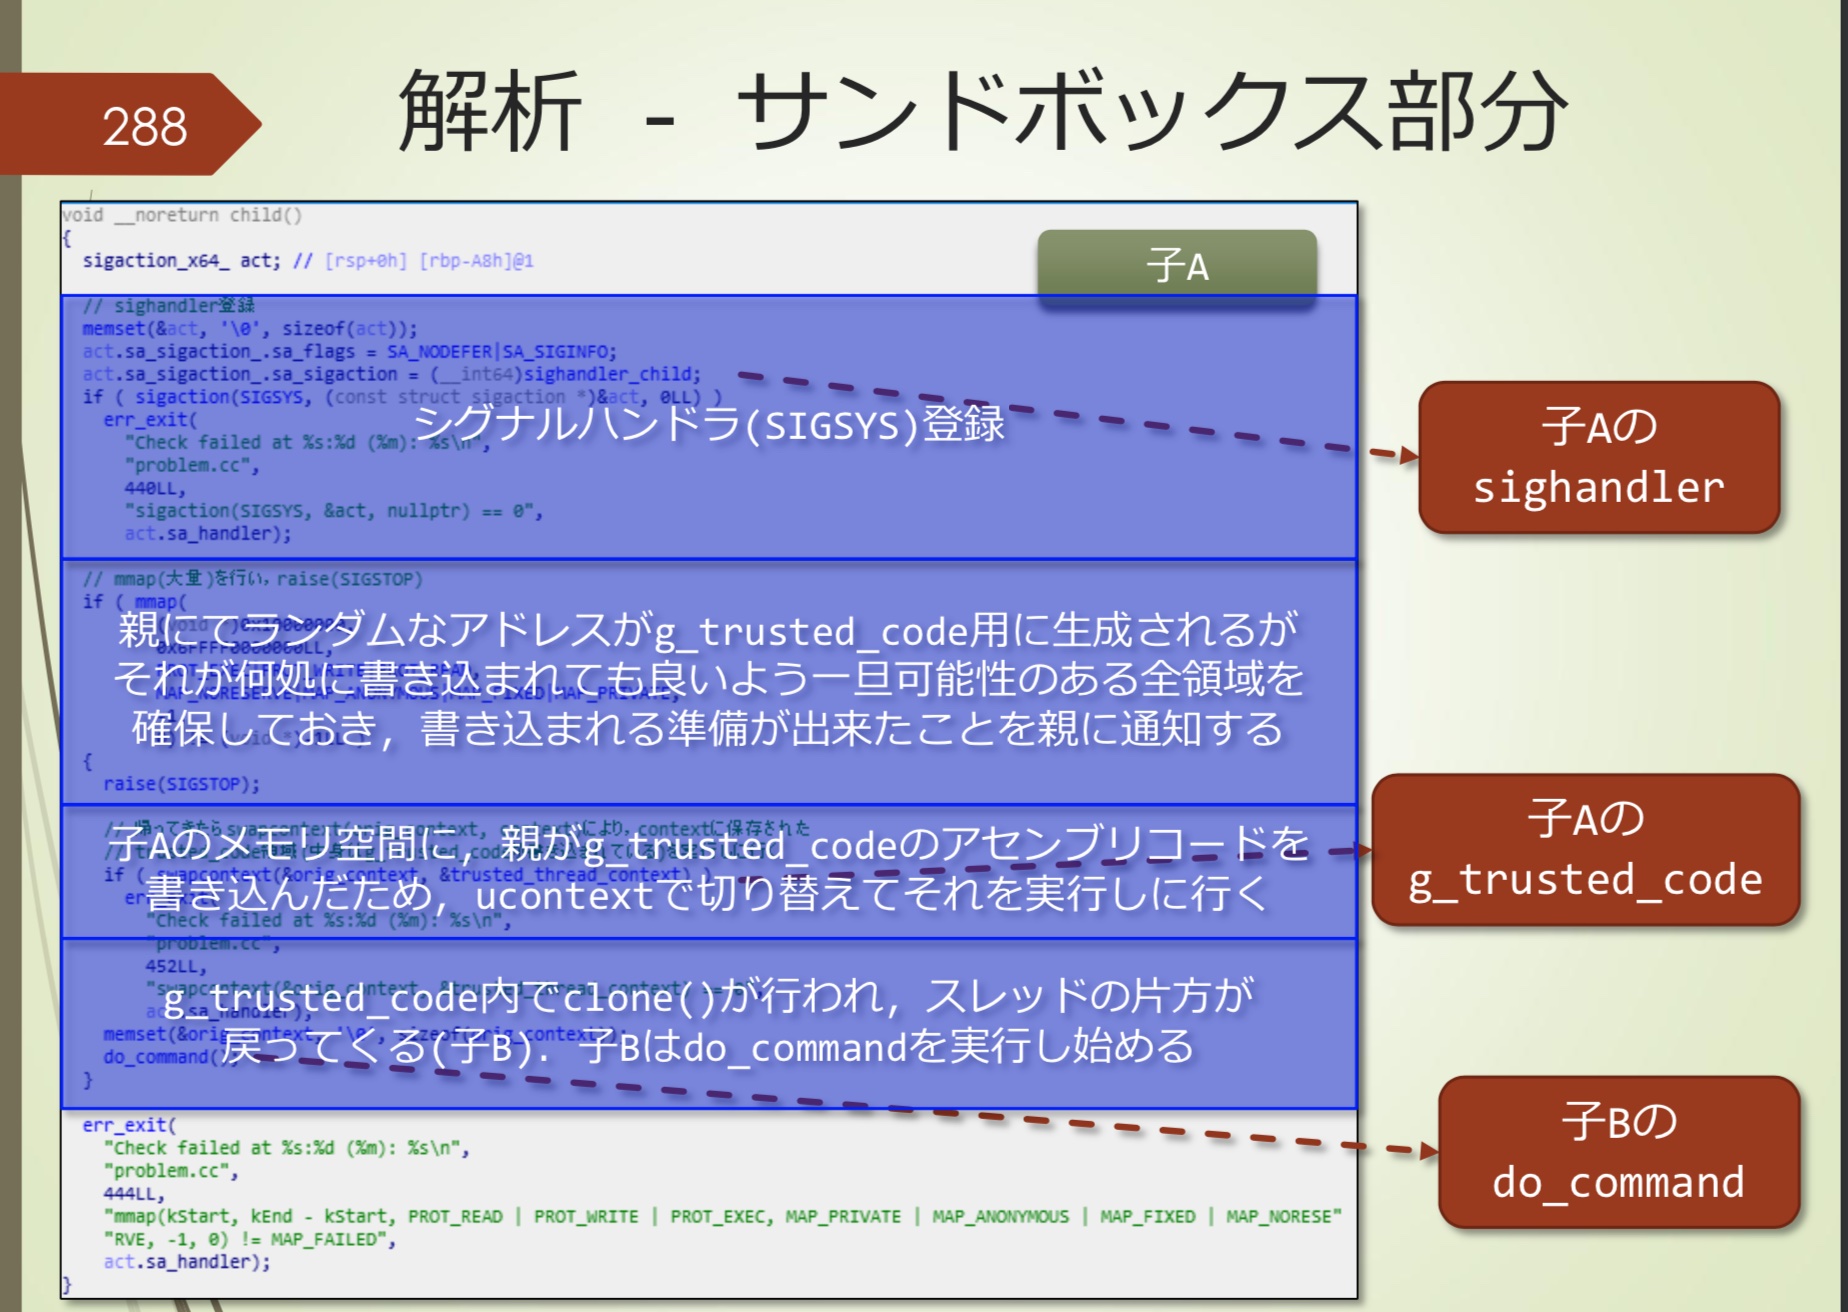 288
解析 - サンドボックス部分
void __noreturn child()
{
sigaction_x64_ act; // [rsp+0h] [rbp-A8h]@1
子A
// sighandler登録
memset(&act, '\0', sizeof(act));
act.sa_sigaction_.sa_flags = SA_NODEFER|SA_SIGINFO;
act.sa_sigaction_.sa_sigaction = (__int64)sighandler_child;
if ( sigaction(SIGSYS, (const struct sigaction *)&act, 0LL) )
err_exit(
"Check failed at %s:%d (%m): %s\n",
"problem.cc",
440LL,
"sigaction(SIGSYS, &act, nullptr) == 0",
act.sa_handler);
シグナルハンドラ(SIGSYS)登録
子Aの
sighandler
// mmap(大量)を行い, raise(SIGSTOP)
if ( mmap(
親にてランダムなアドレスがg_trusted_code用に生成されるが
それが何処に書き込まれても良いよう一旦可能性のある全領域を
確保しておき, 書き込まれる準備が出来たことを親に通知する
{
raise(SIGSTOP);
子Aのメモリ空間に, 親がg_trusted_codeのアセンブリコードを
書き込んだため, ucontextで切り替えてそれを実行しに行く
if ( swapcontext(&orig_context, &trusted_thread_context) )
"Check failed at %s:%d (%m): %s\n",
"problem.cc",
452LL,
子Aの
g_trusted_code
g_trusted_code内でclone()が行われ, スレッドの片方が
戻ってくる(子B). 子Bはdo_commandを実行し始める
memset(&orig_context, '\0', sizeof(orig_context));
do_command();
}
子Bの
do_command
err_exit(
"Check failed at %s:%d (%m): %s\n",
"problem.cc",
444LL,
"mmap(kStart, kEnd - kStart, PROT_READ | PROT_WRITE | PROT_EXEC, MAP_PRIVATE | MAP_ANONYMOUS | MAP_FIXED | MAP_NORESE"
"RVE, -1, 0) != MAP_FAILED",
act.sa_handler);
}